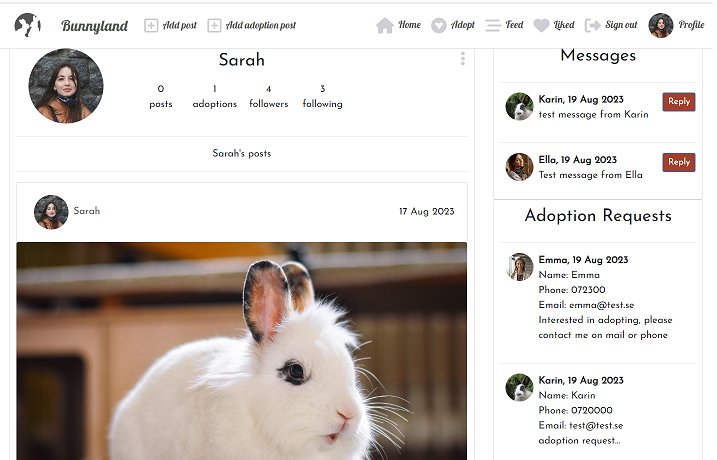 Bunnyland
Add post
Add adoption post
Home
Adopt
Feed
Liked
Sign out
Profile
Sarah
0
posts
1
adoptions
4
followers
3
following
Sarah's posts
Sarah
17 Aug 2023
Messages
Karin, 19 Aug 2023
test message from Karin
Reply
Ella, 19 Aug 2023
Test message from Ella
Reply
Adoption Requests
Emma, 19 Aug 2023
Name: Emma
Phone: 072300
Email: emma@test.se
Interested in adopting, please
contact me on mail or phone
Karin, 19 Aug 2023
Name: Karin
Phone: 0720000
Email: test@test.se
adoption request...